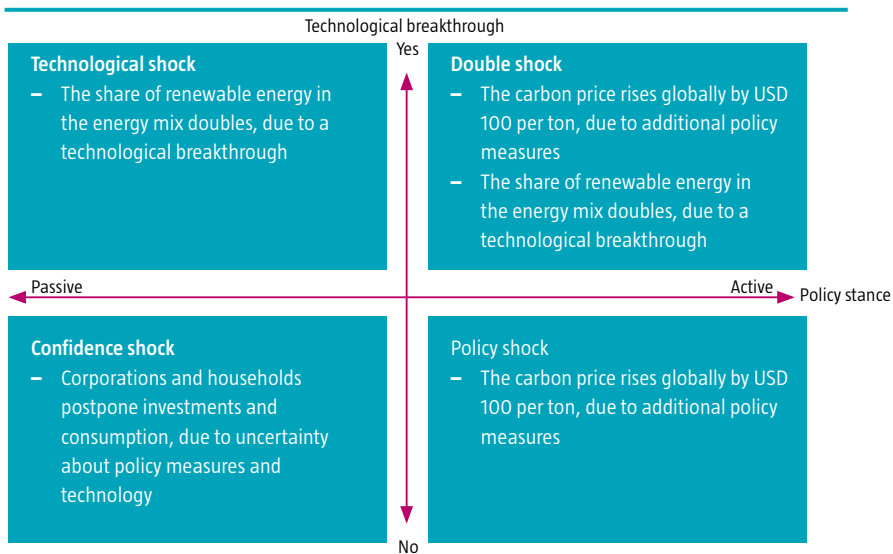 Technological breakthrough
Yes
Technological shock
– The share of renewable energy in
the energy mix doubles, due to a
technological breakthrough
Double shock
– The carbon price rises globally by USD
100 per ton, due to additional policy
measures
– The share of renewable energy in
the energy mix doubles, due to a
technological breakthrough
Passive
Active
Policy stance
Confidence shock
– Corporations and households
postpone investments and
consumption, due to uncertainty
about policy measures and
technology
Policy shock
– The carbon price rises globally by USD
100 per ton, due to additional policy
measures
No